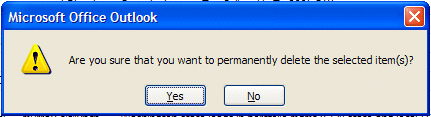 Microsoft Office Outlook
Are you sure that you want to permanently delete the selected item(s)?
Yes
No